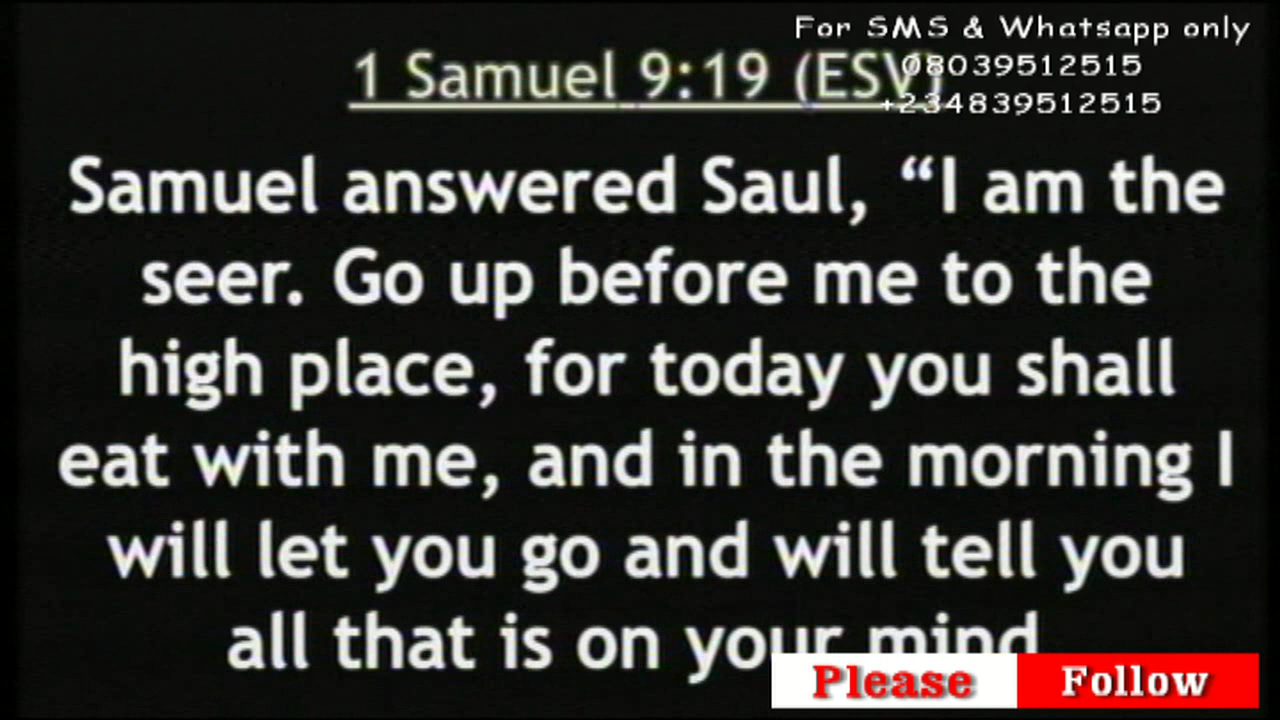 For SMS & Whatsapp only
08039512515
+234839512515
1 Samuel 9:19 (ESV)
Samuel answered Saul, “I am the
seer. Go up before me to the
high place, for today you shall
eat with me, and in the morning I
will let you go and will tell you
all that is on your mind
Please Follow